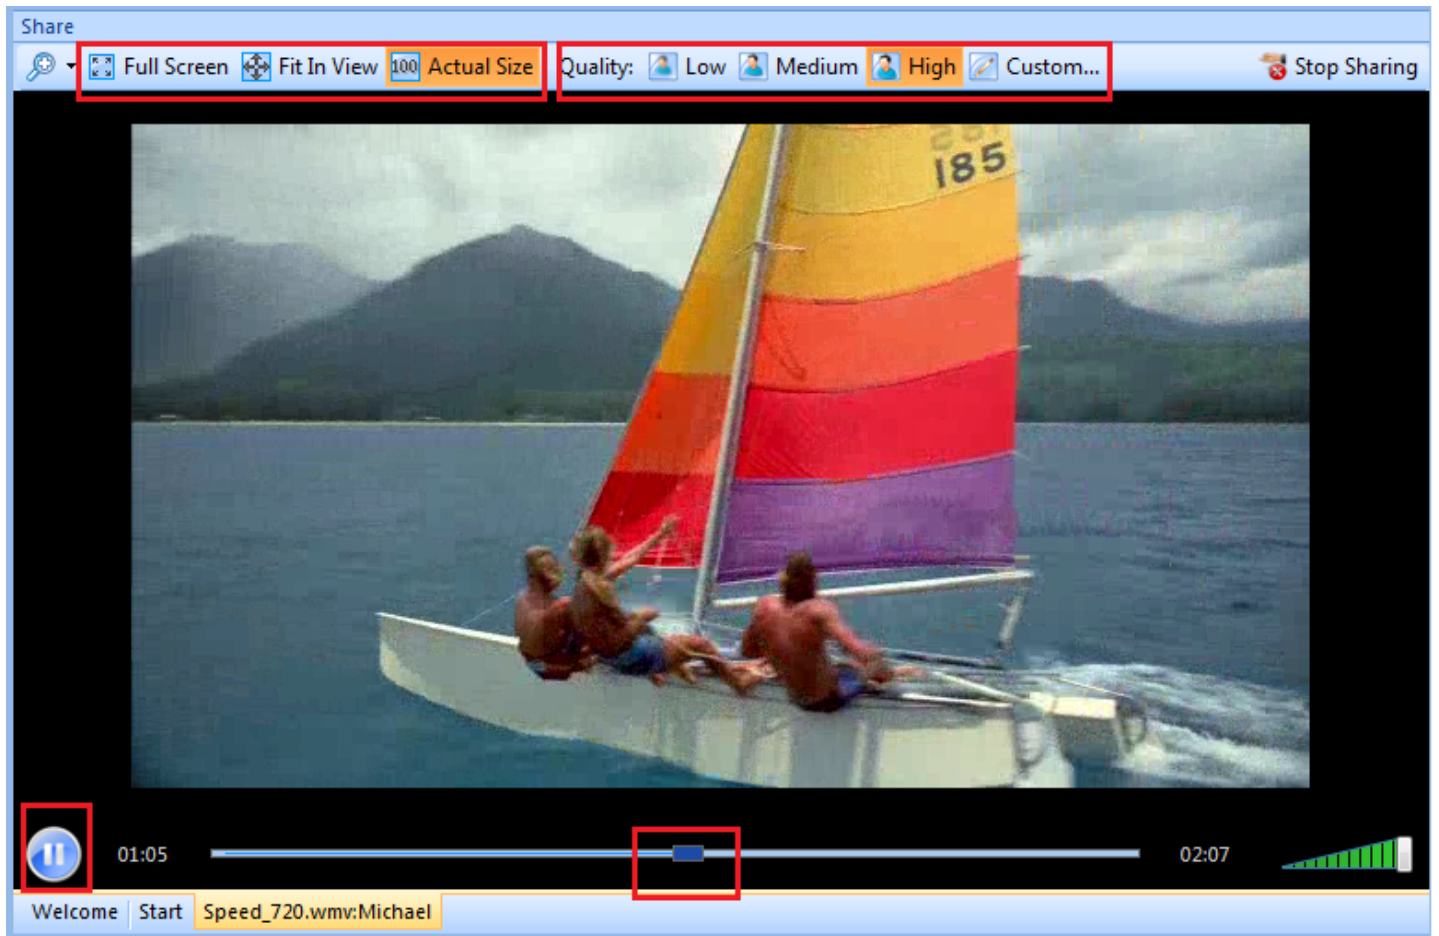 Share
Full Screen Fit In View 100 Actual Size Quality: Low Medium High Custom... Stop Sharing
185
01:05 02:07
Welcome Start Speed_720.wmv:Michael